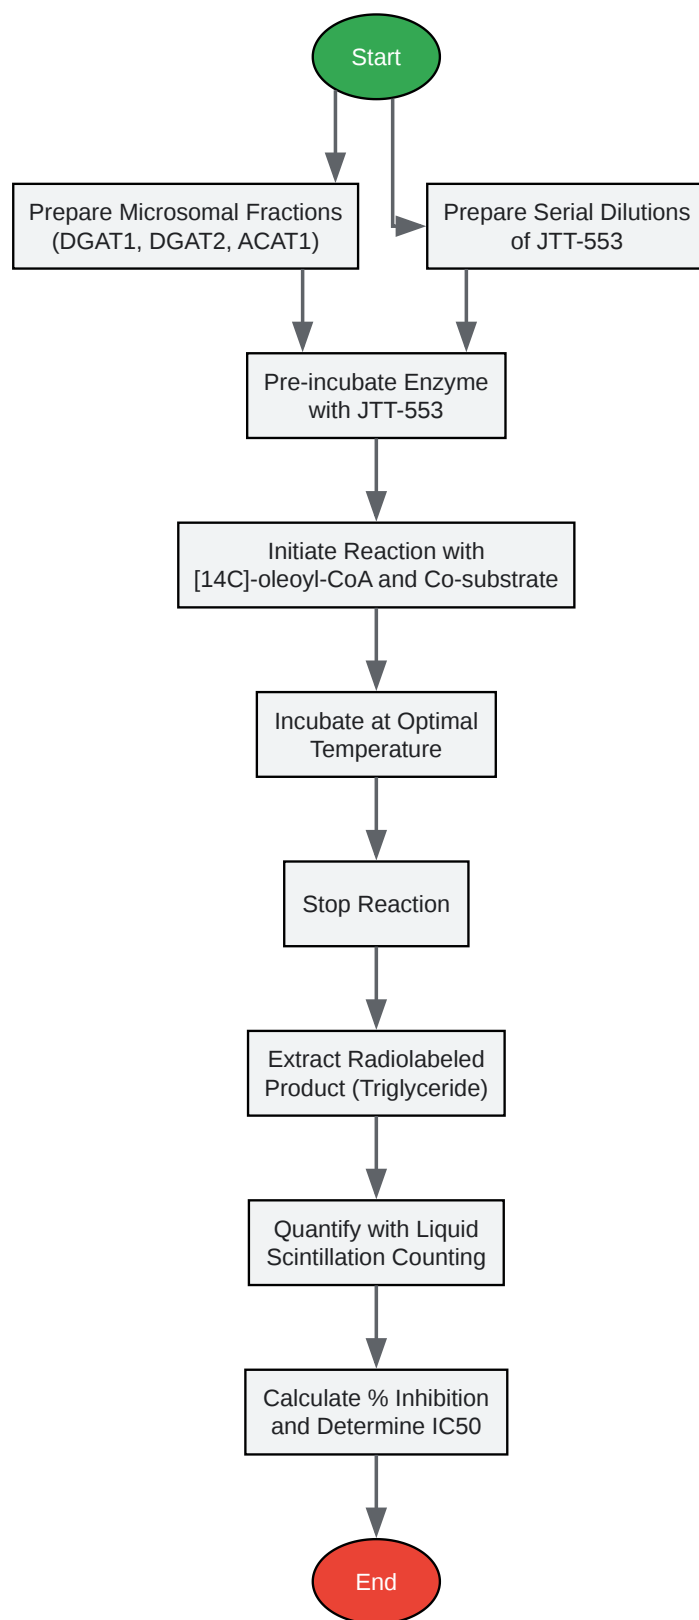 Start
Prepare Microsomal Fractions
(DGAT1, DGAT2, ACAT1)
Prepare Serial Dilutions
of JTT-553
Pre-incubate Enzyme
with JTT-553
Initiate Reaction with
[14C]-oleoyl-CoA and Co-substrate
Incubate at Optimal
Temperature
Stop Reaction
Extract Radiolabeled
Product (Triglyceride)
Quantify with Liquid
Scintillation Counting
Calculate % Inhibition
and Determine IC50
End